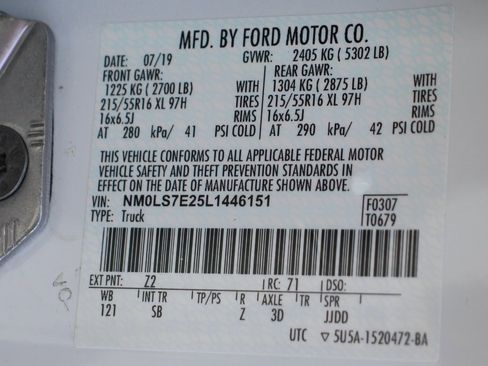 MFD. BY FORD MOTOR CO.
DATE: 07/19 GVWR: 2405 KG ( 5302 LB)
FRONT GAWR: REAR GAWR:
1225 KG ( 2700 LB) WITH 1304 KG ( 2875 LB) WITH
215/55R16 XL 97H TIRES 215/55R16 XL 97H TIRES
16x6.5J RIMS 16x6.5J RIMS
AT 280 kPa/ 41 PSI COLD AT 290 kPa/ 42 PSI COLD
THIS VEHICLE CONFORMS TO ALL APPLICABLE FEDERAL MOTOR
VEHICLE SAFETY AND THEFT PREVENTION STANDARDS IN
EFFECT ON THE DATE OF MANUFACTURE SHOWN ABOVE.
VIN: NM0LS7E25L1446151 F0307
TYPE: Truck T0679
EXT PNT: Z2 RC: 71 DSO:
WB INT TR TP/PS R AXLE TR SPR
121 SB Z 3D JJDD
UTC ▽ 5U5A-1520472-BA